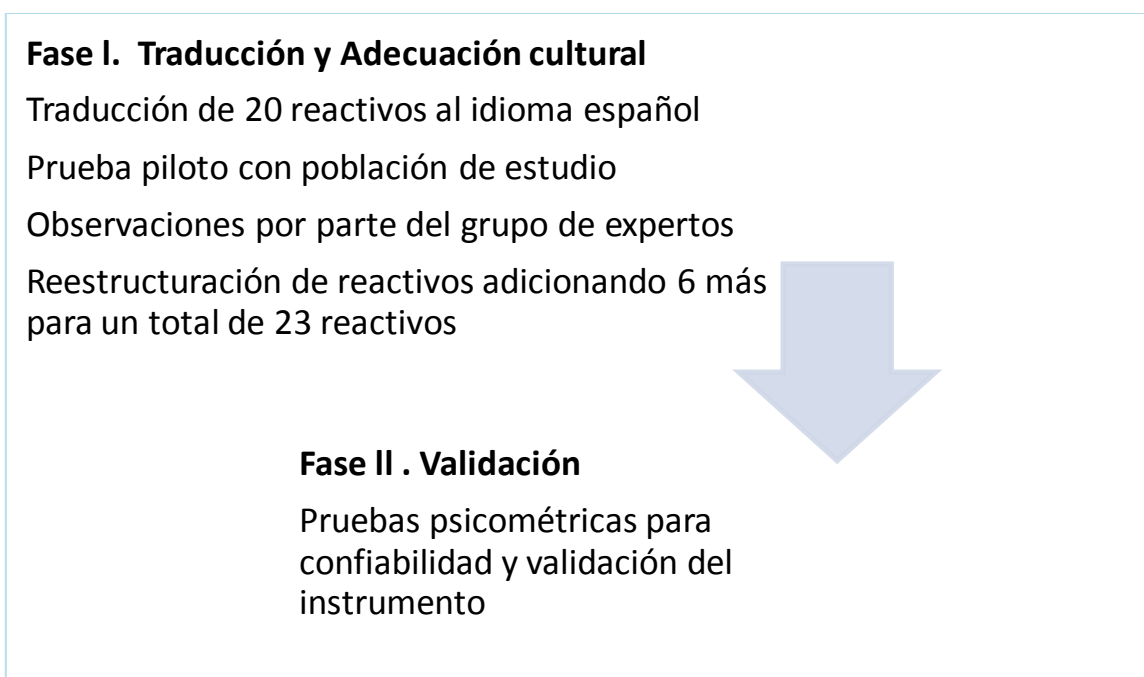 Fase l.  Traducción y Adecuación cultural
Traducción de 20 reactivos al idioma español
Prueba piloto con población de estudio
Observaciones por parte del grupo de expertos
Reestructuración de reactivos adicionando 6 más
para un total de 23 reactivos
Fase ll . Validación
Pruebas psicométricas para
confiabilidad y validación del
instrumento